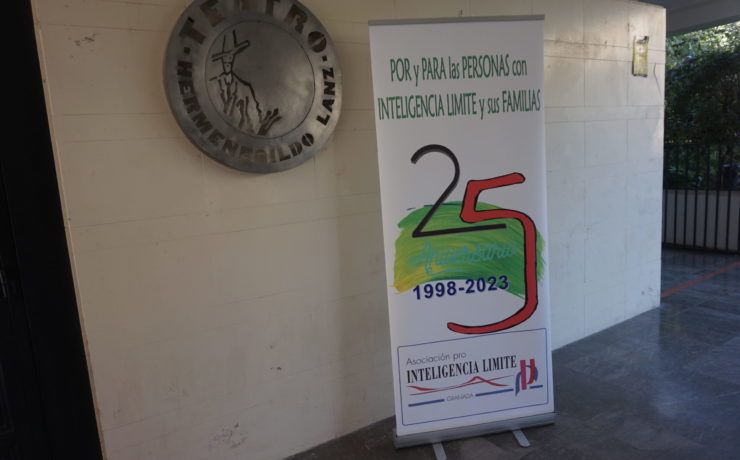 TEATRO
HERMENEGILDO LANZ
POR y PARA las PERSONAS con
INTELIGENCIA LIMITE y sus FAMILIAS
25
Aniversario
1998-2023
Asociación pro
INTELIGENCIA LIMITE
GRANADA